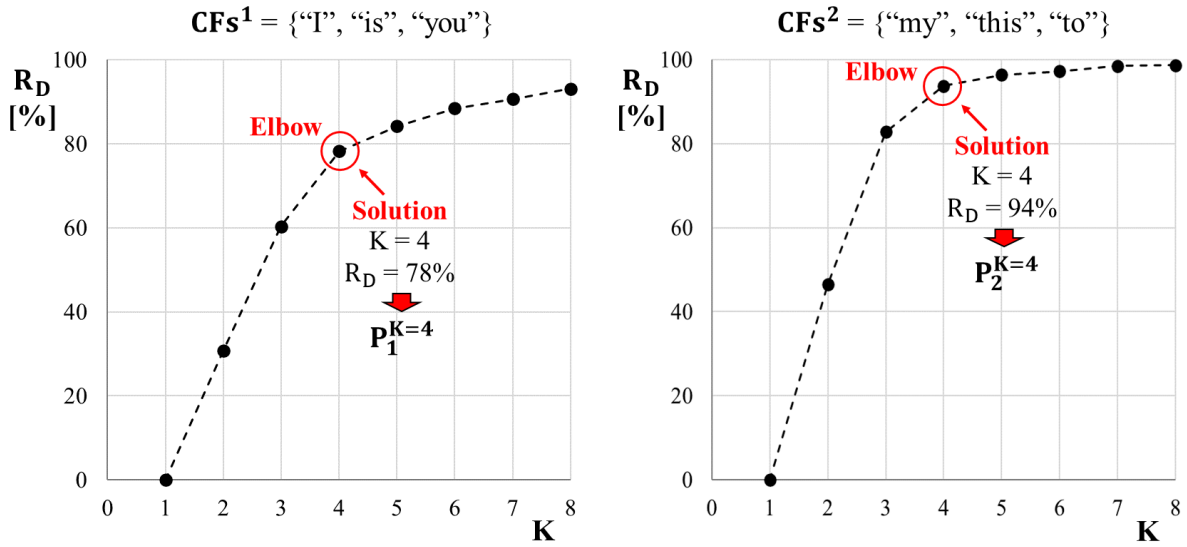 CFs¹ = {“I”, “is”, “you”}
R_D
[%]
100
80
60
40
20
0
0 1 2 3 4 5 6 7 8
K
Elbow
Solution
K = 4
R_D = 78%
P₁ᴷ⁼⁴
CFs² = {“my”, “this”, “to”}
R_D
[%]
100
80
60
40
20
0
0 1 2 3 4 5 6 7 8
K
Elbow
Solution
K = 4
R_D = 94%
P₂ᴷ⁼⁴